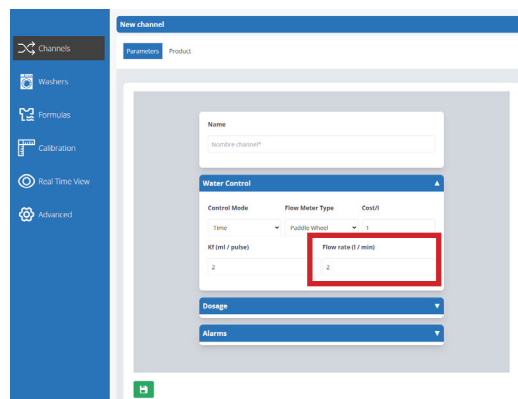 New channel
Channels
Washers
Formulas
Calibration
Real Time View
Advanced
Parameters Product
Name
Nombre channel*
Water Control
Control Mode Flow Meter Type Cost/l
Time Paddle Wheel 1
Kf (ml / pulse) Flow rate (l / min)
2 2
Dosage
Alarms